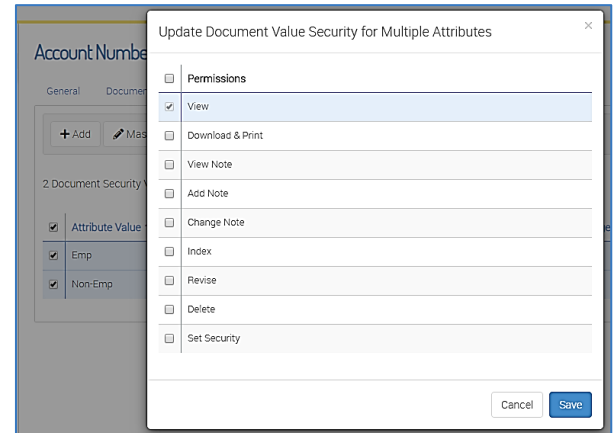 Update Document Value Security for Multiple Attributes ×
Account Numbe
General Documen
Permissions
View
+ Add Mas
Download & Print
View Note
2 Document Security V
Add Note
Change Note
Attribute Value
Emp
Index
Non-Emp
Revise
Delete
Set Security
Cancel Save